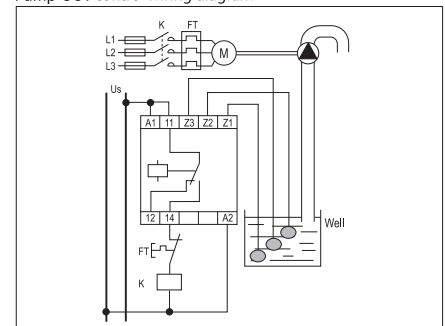 Pump OUT control wiring diagram
K FT
L1
L2
L3
M
Us
A1 11 Z3 Z2 Z1
12 14 A2
Well
FT
K